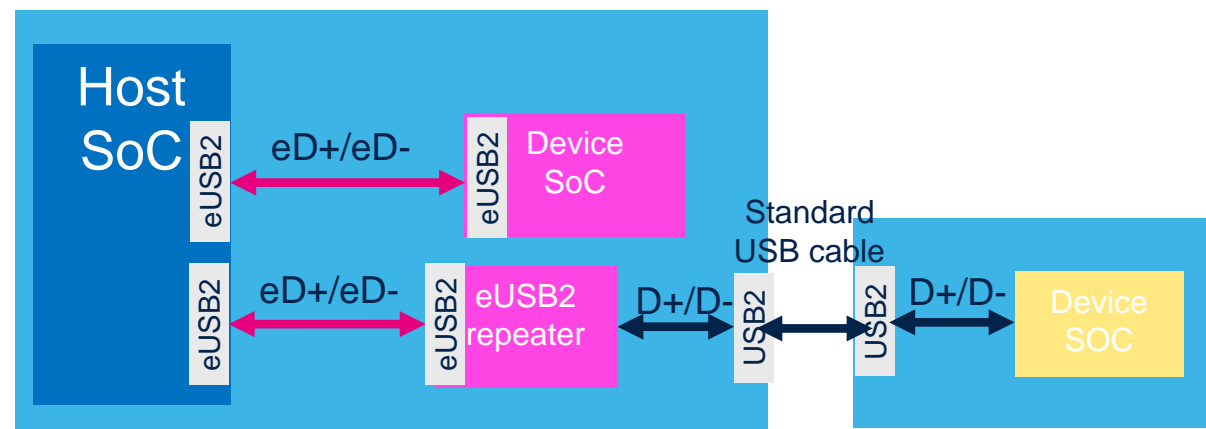 Host
SoC
eUSB2
eD+/eD-
eUSB2
Device
SoC
eUSB2
eD+/eD-
eUSB2
eUSB2
repeater
D+/D-
USB2
Standard
USB cable
USB2
D+/D-
Device
SOC